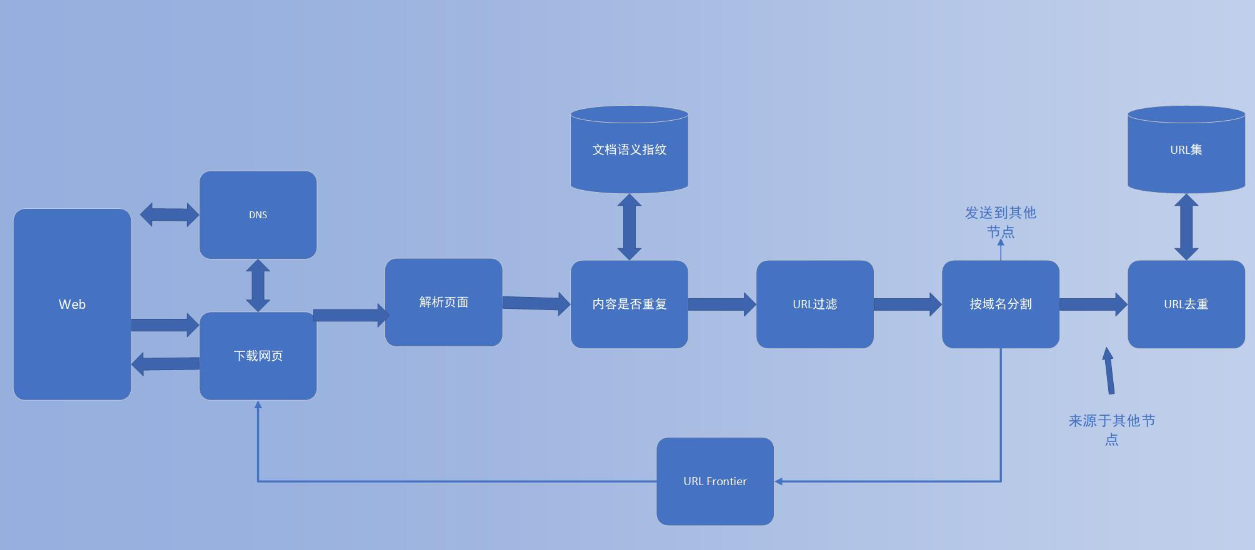 文档语义指纹
URL集
DNS
发送到其他
节点
Web
解析页面
内容是否重复
URL过滤
按域名分割
URL去重
下载网页
来源于其他节
点
URL Frontier